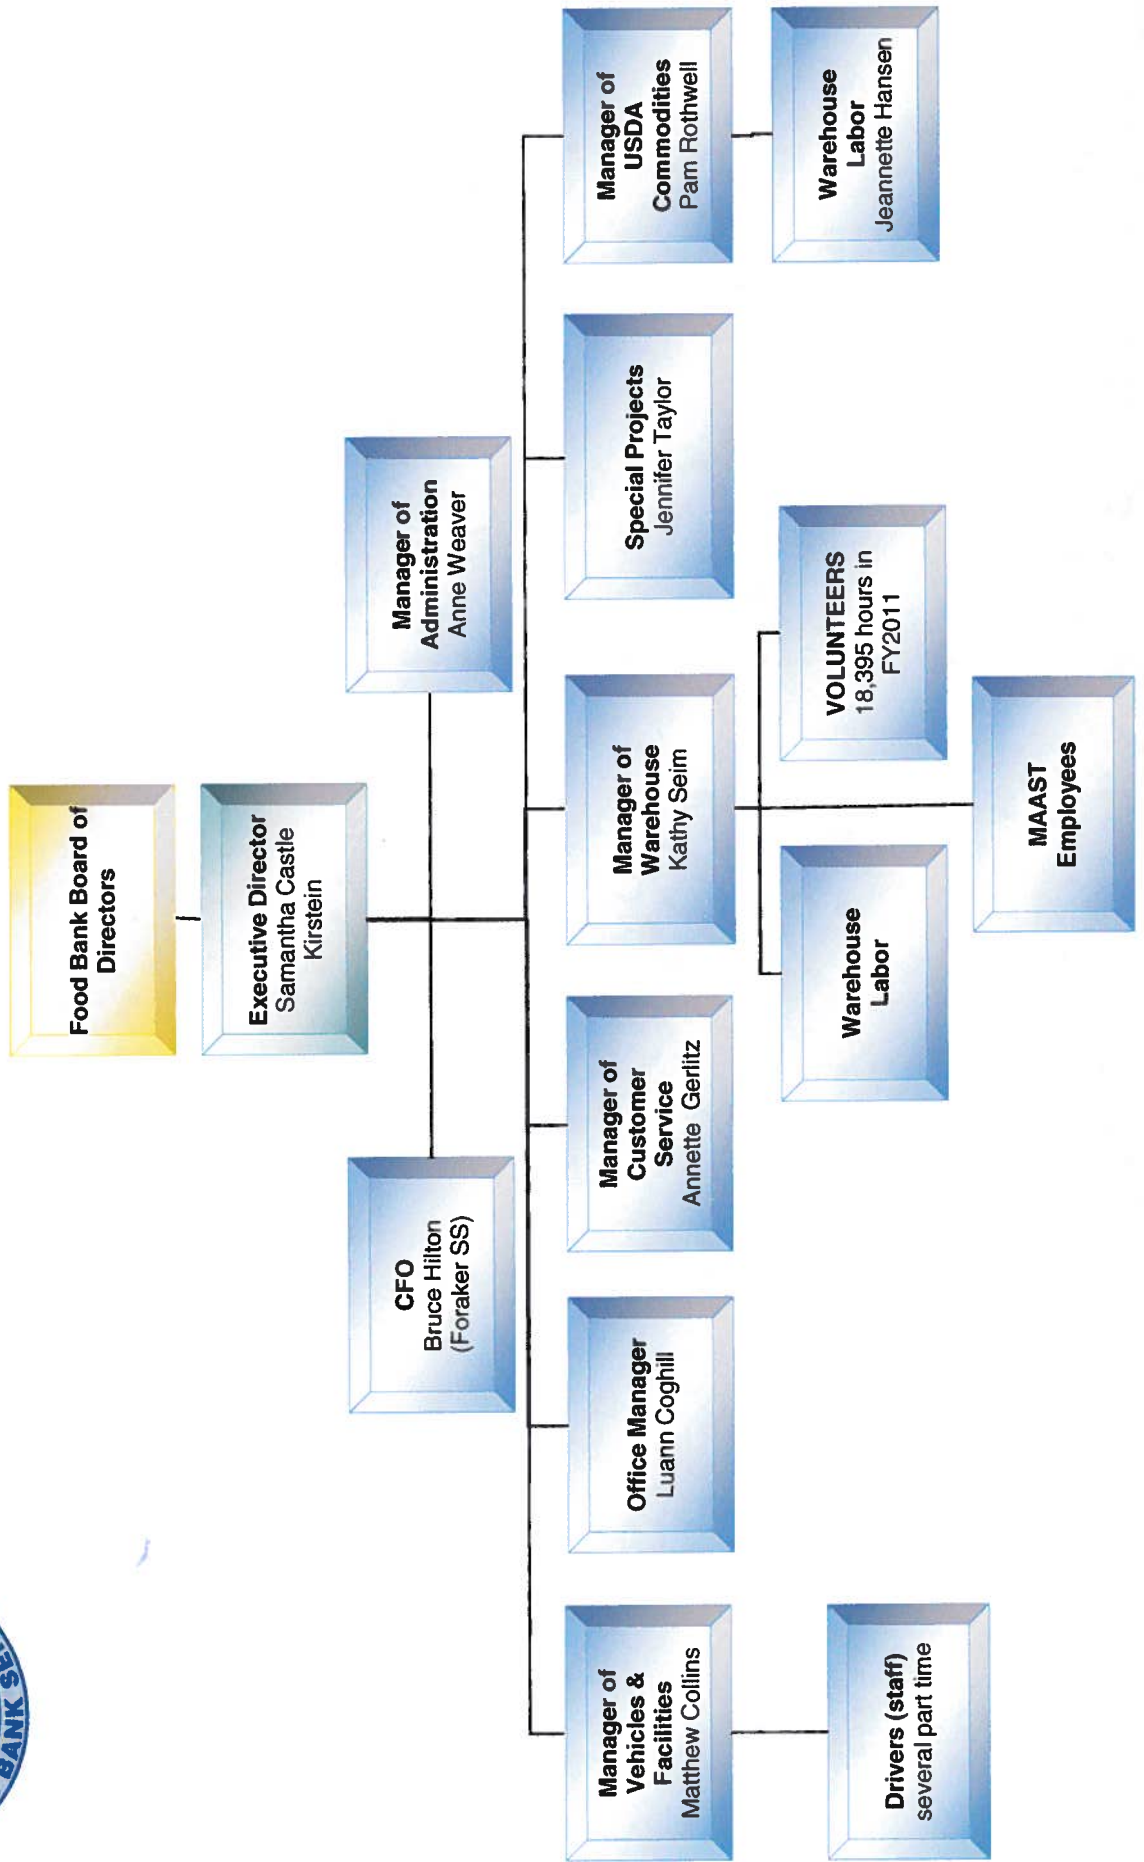 BANK
Food Bank Board of
Directors
Executive Director
Samantha Castle
Kirstein
CFO
Bruce Hilton
(Foraker SS)
Manager of
Administration
Anne Weaver
Manager of
Vehicles &
Facilities
Matthew Collins
Office Manager
Luann Coghill
Manager of
Customer
Service
Annette Gerlitz
Manager of
Warehouse
Kathy Seim
Special Projects
Jennifer Taylor
Manager of
USDA
Commodities
Pam Rothwell
Drivers (staff)
several part time
Warehouse
Labor
VOLUNTEERS
18,395 hours in
FY2011
Warehouse
Labor
Jeannette Hansen
MAAST
Employees